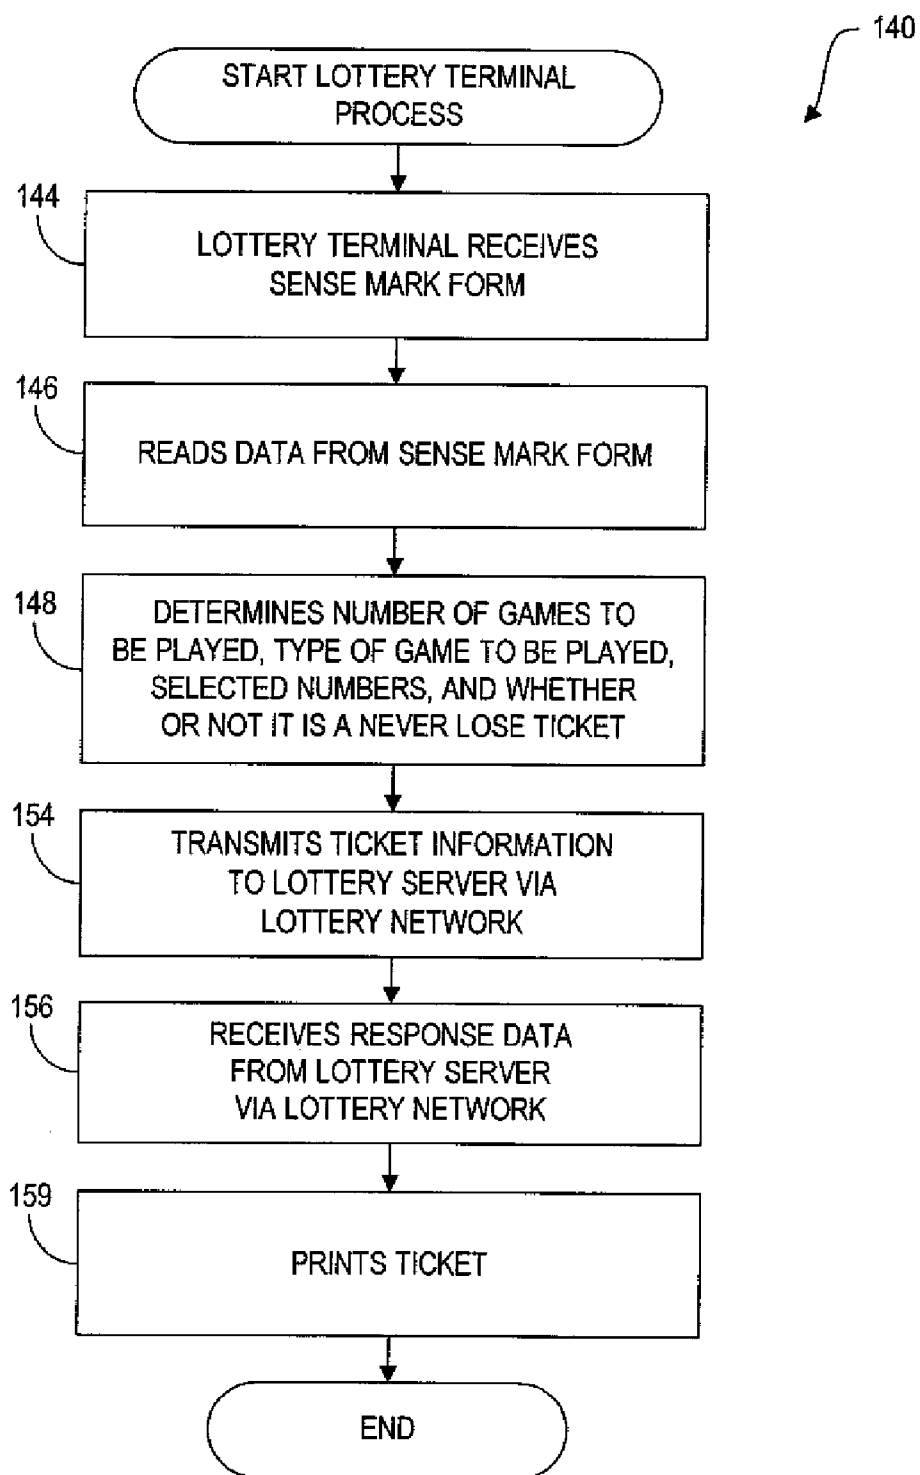 140
START LOTTERY TERMINAL
PROCESS
144
LOTTERY TERMINAL RECEIVES
SENSE MARK FORM
146
READS DATA FROM SENSE MARK FORM
148
DETERMINES NUMBER OF GAMES TO
BE PLAYED, TYPE OF GAME TO BE PLAYED,
SELECTED NUMBERS, AND WHETHER
OR NOT IT IS A NEVER LOSE TICKET
154
TRANSMITS TICKET INFORMATION
TO LOTTERY SERVER VIA
LOTTERY NETWORK
156
RECEIVES RESPONSE DATA
FROM LOTTERY SERVER
VIA LOTTERY NETWORK
159
PRINTS TICKET
END